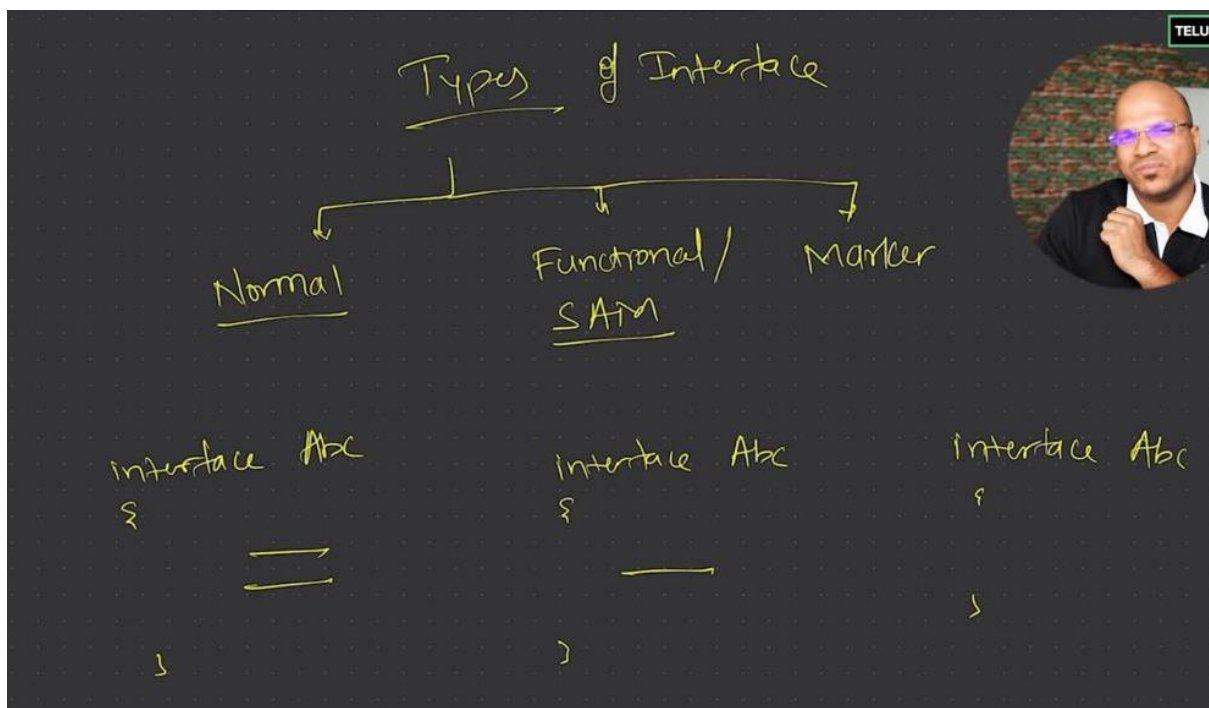 TELU
Types of Interface
Normal
Functional/
SAM
Marker
interface Abc
{
}
interface Abc
{
}
interface Abc
{
}